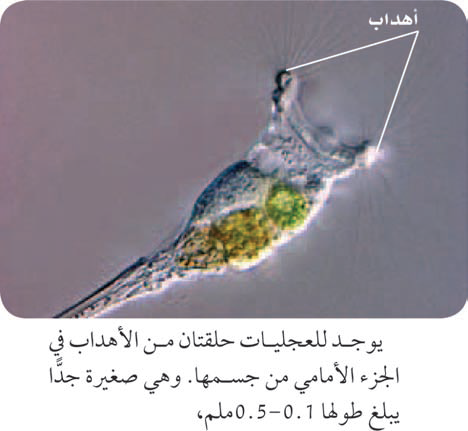 أهداب
يوجد للعجليات حلقتان من الأهداب في
الجزء الأمامي من جسمها. وهي صغيرة جدًّا
يبلغ طولها 0.1-0.5ملم،